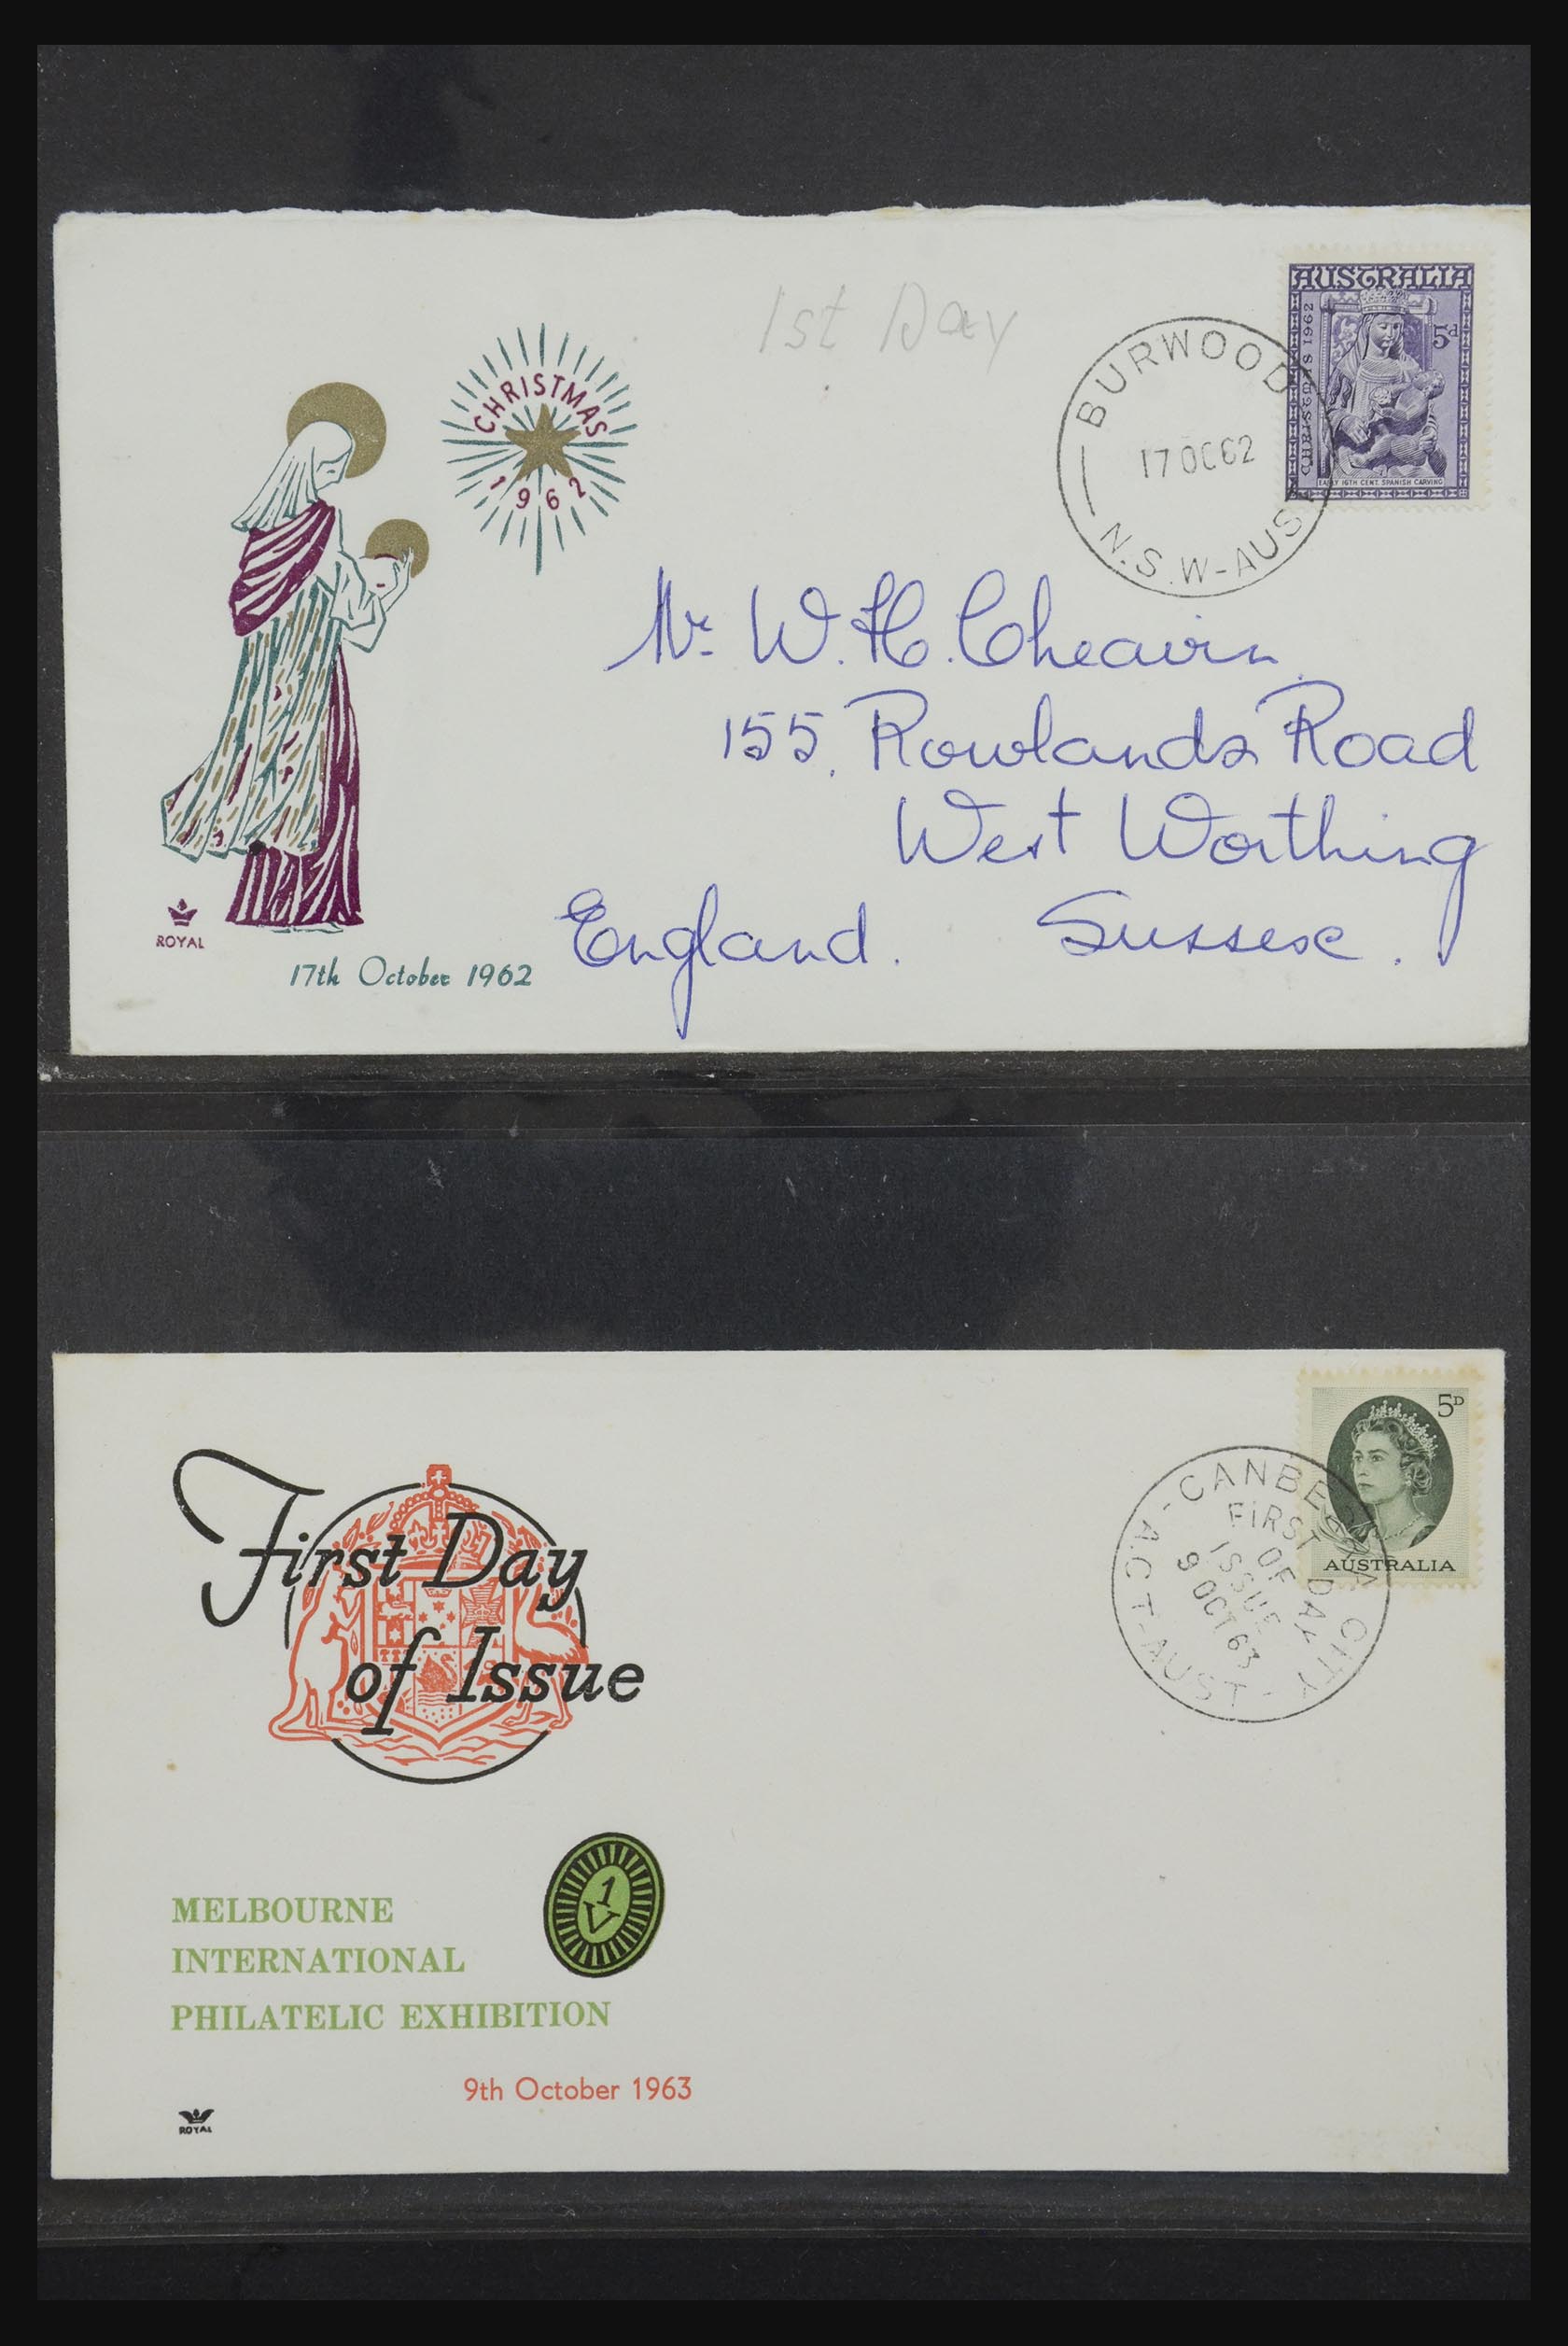 1st Day
AUSTRALIA
CHRISTMAS 1962
5d
EARLY 16TH CENT. SPANISH CARVING
BURWOOD
17 OC 62
N.S.W-AUST
CHRISTMAS
1962
Mr. W. H. Cheavin
155, Rowlands Road
West Worthing
England. Sussex.
ROYAL
17th October 1962
5D
AUSTRALIA
CANBERRA CITY
FIRST DAY
OF
ISSUE
9 OCT 63
A.C.T-AUST-
First Day
of Issue
1
V
MELBOURNE
INTERNATIONAL
PHILATELIC EXHIBITION
9th October 1963
ROYAL